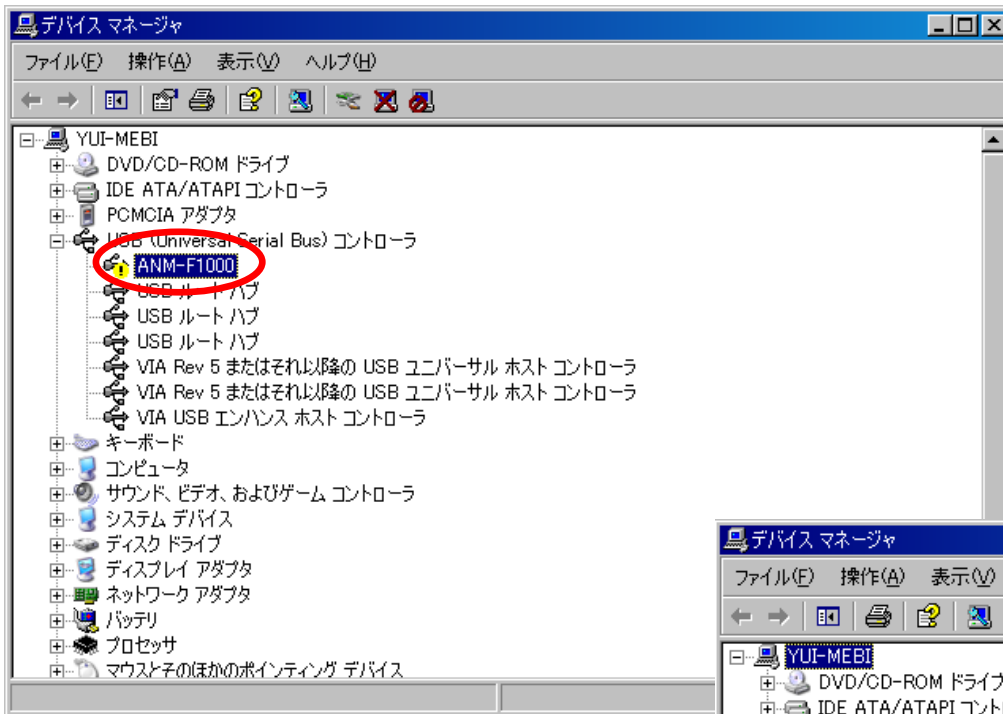 デバイス マネージャ
ファイル(F) 操作(A) 表示(V) ヘルプ(H)
YUI-MEBI
DVD/CD-ROM ドライブ
IDE ATA/ATAPI コントローラ
PCMCIA アダプタ
USB (Universal Serial Bus) コントローラ
ANM-F1000
USB ルート ハブ
USB ルート ハブ
USB ルート ハブ
VIA Rev 5 またはそれ以降の USB ユニバーサル ホスト コントローラ
VIA Rev 5 またはそれ以降の USB ユニバーサル ホスト コントローラ
VIA USB エンハンス ホスト コントローラ
キーボード
コンピュータ
サウンド、ビデオ、およびゲーム コントローラ
システム デバイス
ディスク ドライブ
ディスプレイ アダプタ
ネットワーク アダプタ
バッテリ
プロセッサ
マウスとそのほかのポインティング デバイス
デバイス マネージャ
ファイル(F) 操作(A) 表示(V)
YUI-MEBI
DVD/CD-ROM ドライブ
IDE ATA/ATAPI コント